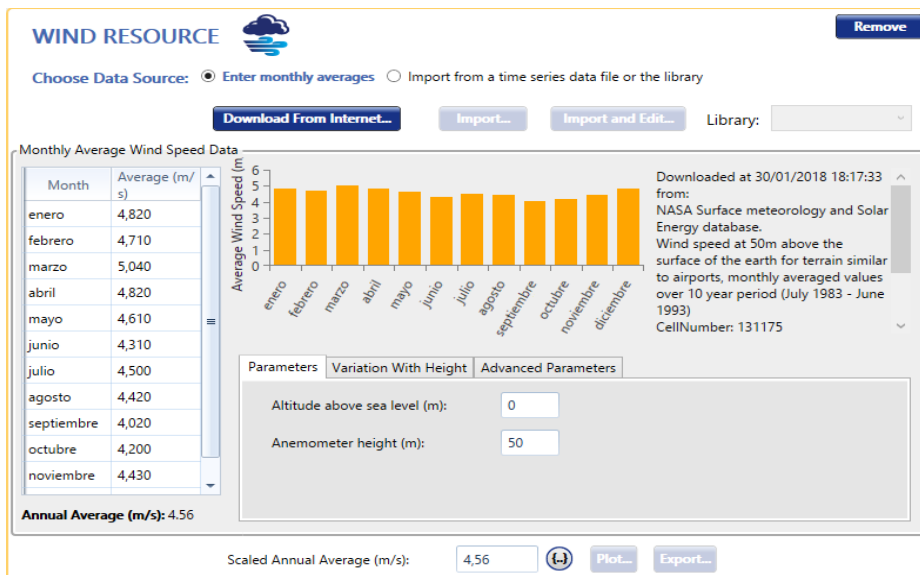 WIND RESOURCE
Remove
Choose Data Source: Enter monthly averages Import from a time series data file or the library
Download From Internet... Import... Import and Edit... Library:
Monthly Average Wind Speed Data
Month Average (m/
s)
enero 4,820
febrero 4,710
marzo 5,040
abril 4,820
mayo 4,610
junio 4,310
julio 4,500
agosto 4,420
septiembre 4,020
octubre 4,200
noviembre 4,430
Annual Average (m/s): 4.56
Average Wind Speed (m
6
5
4
3
2
1
0
enero febrero marzo abril mayo junio julio agosto septiembre octubre noviembre diciembre
Downloaded at 30/01/2018 18:17:33
from:
NASA Surface meteorology and Solar
Energy database.
Wind speed at 50m above the
surface of the earth for terrain similar
to airports, monthly averaged values
over 10 year period (July 1983 - June
1993)
CellNumber: 131175
Parameters Variation With Height Advanced Parameters
Altitude above sea level (m): 0
Anemometer height (m): 50
Scaled Annual Average (m/s): 4,56 {..} Plot... Export...